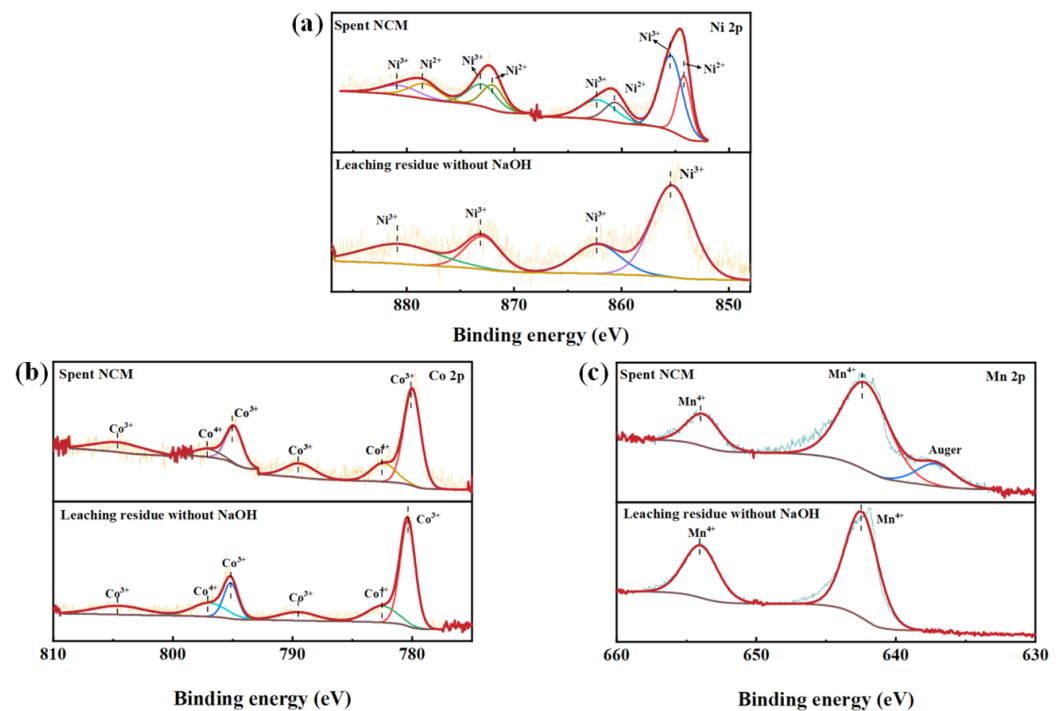 (a)
Spent NCM
Ni 2p
Ni³⁺ Ni²⁺ Ni³⁺ Ni²⁺ Ni³⁺ Ni²⁺ Ni³⁺ Ni²⁺
Leaching residue without NaOH
Ni³⁺ Ni³⁺ Ni³⁺ Ni³⁺
880 870 860 850
Binding energy (eV)
(b)
Spent NCM
Co 2p
Co³⁺ Co⁴⁺ Co³⁺ Co³⁺ Co⁴⁺ Co³⁺
Leaching residue without NaOH
Co³⁺ Co⁴⁺ Co³⁺ Co³⁺ Co⁴⁺ Co³⁺
810 800 790 780
Binding energy (eV)
(c)
Spent NCM
Mn 2p
Mn⁴⁺ Mn⁴⁺ Auger
Leaching residue without NaOH
Mn⁴⁺ Mn⁴⁺
660 650 640 630
Binding energy (eV)